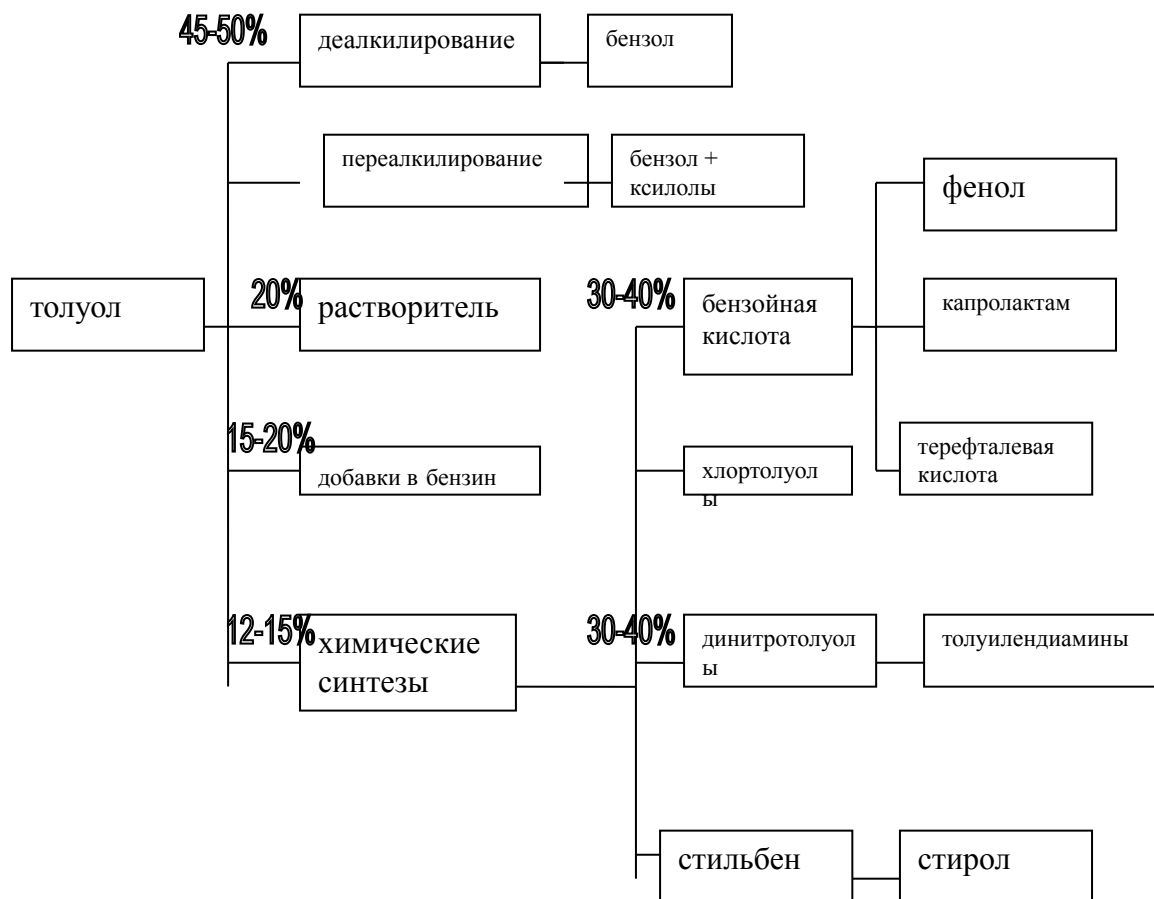 45-50%
деалкилирование
бензол
переалкилирование
бензол +
ксилолы
фенол
толуол
20%
растворитель
30-40%
бензойная
кислота
капролактам
15-20%
добавки в бензин
хлортолуол
ы
терефталевая
кислота
12-15%
химические
синтезы
30-40%
динитротолуол
ы
толуилендиамины
стильбен
стирол